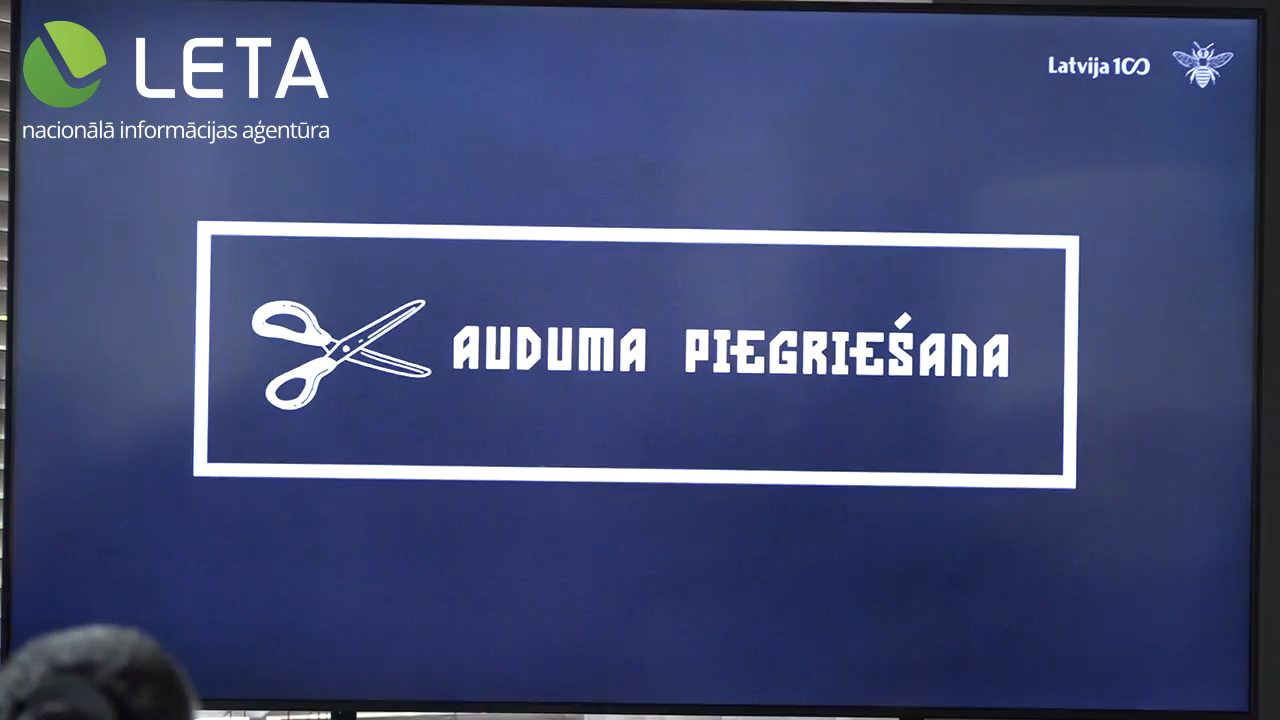 LETA
nacionālā informācijas aģentūra
Latvija 100
AUDUMA PIEGRIEŠANA